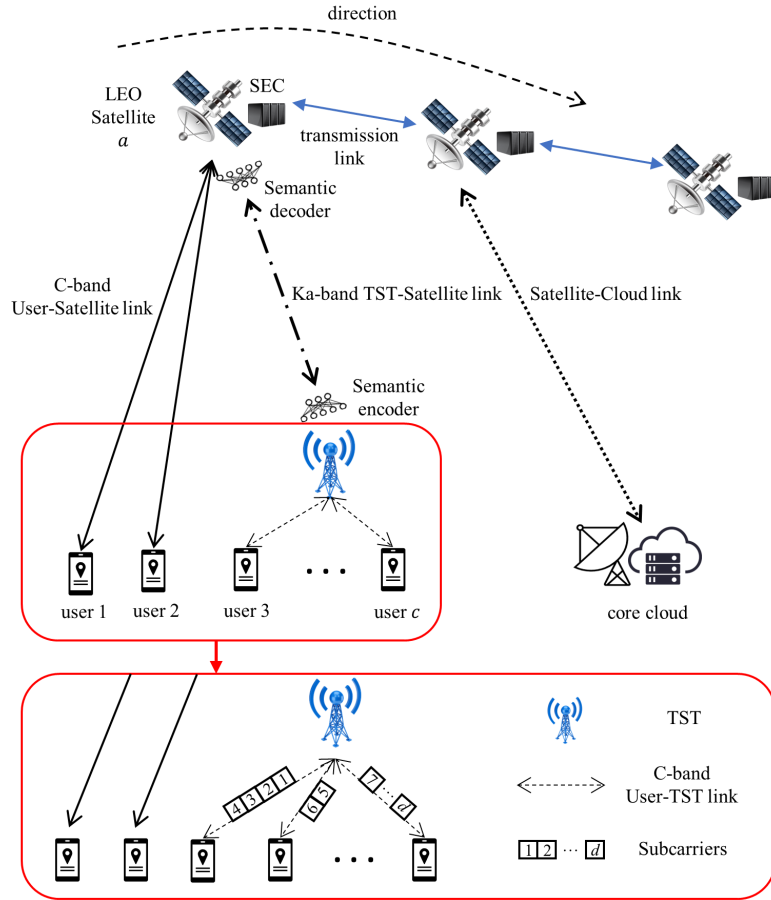 direction
LEO
Satellite
a
SEC
transmission
link
Semantic
decoder
C-band
User-Satellite link
Ka-band TST-Satellite link
Satellite-Cloud link
Semantic
encoder
user 1
user 2
user 3
• • •
user c
core cloud
4 3 2 1
6 5
7 ... d
TST
C-band
User-TST link
1 2 ... d
Subcarriers
• • •